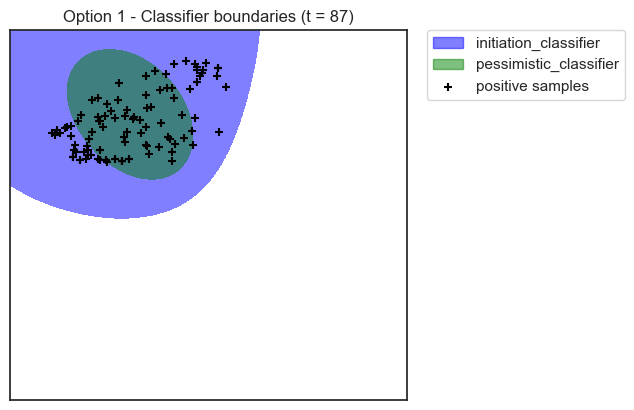 Option 1 - Classifier boundaries (t = 87)
initiation_classifier
pessimistic_classifier
positive samples